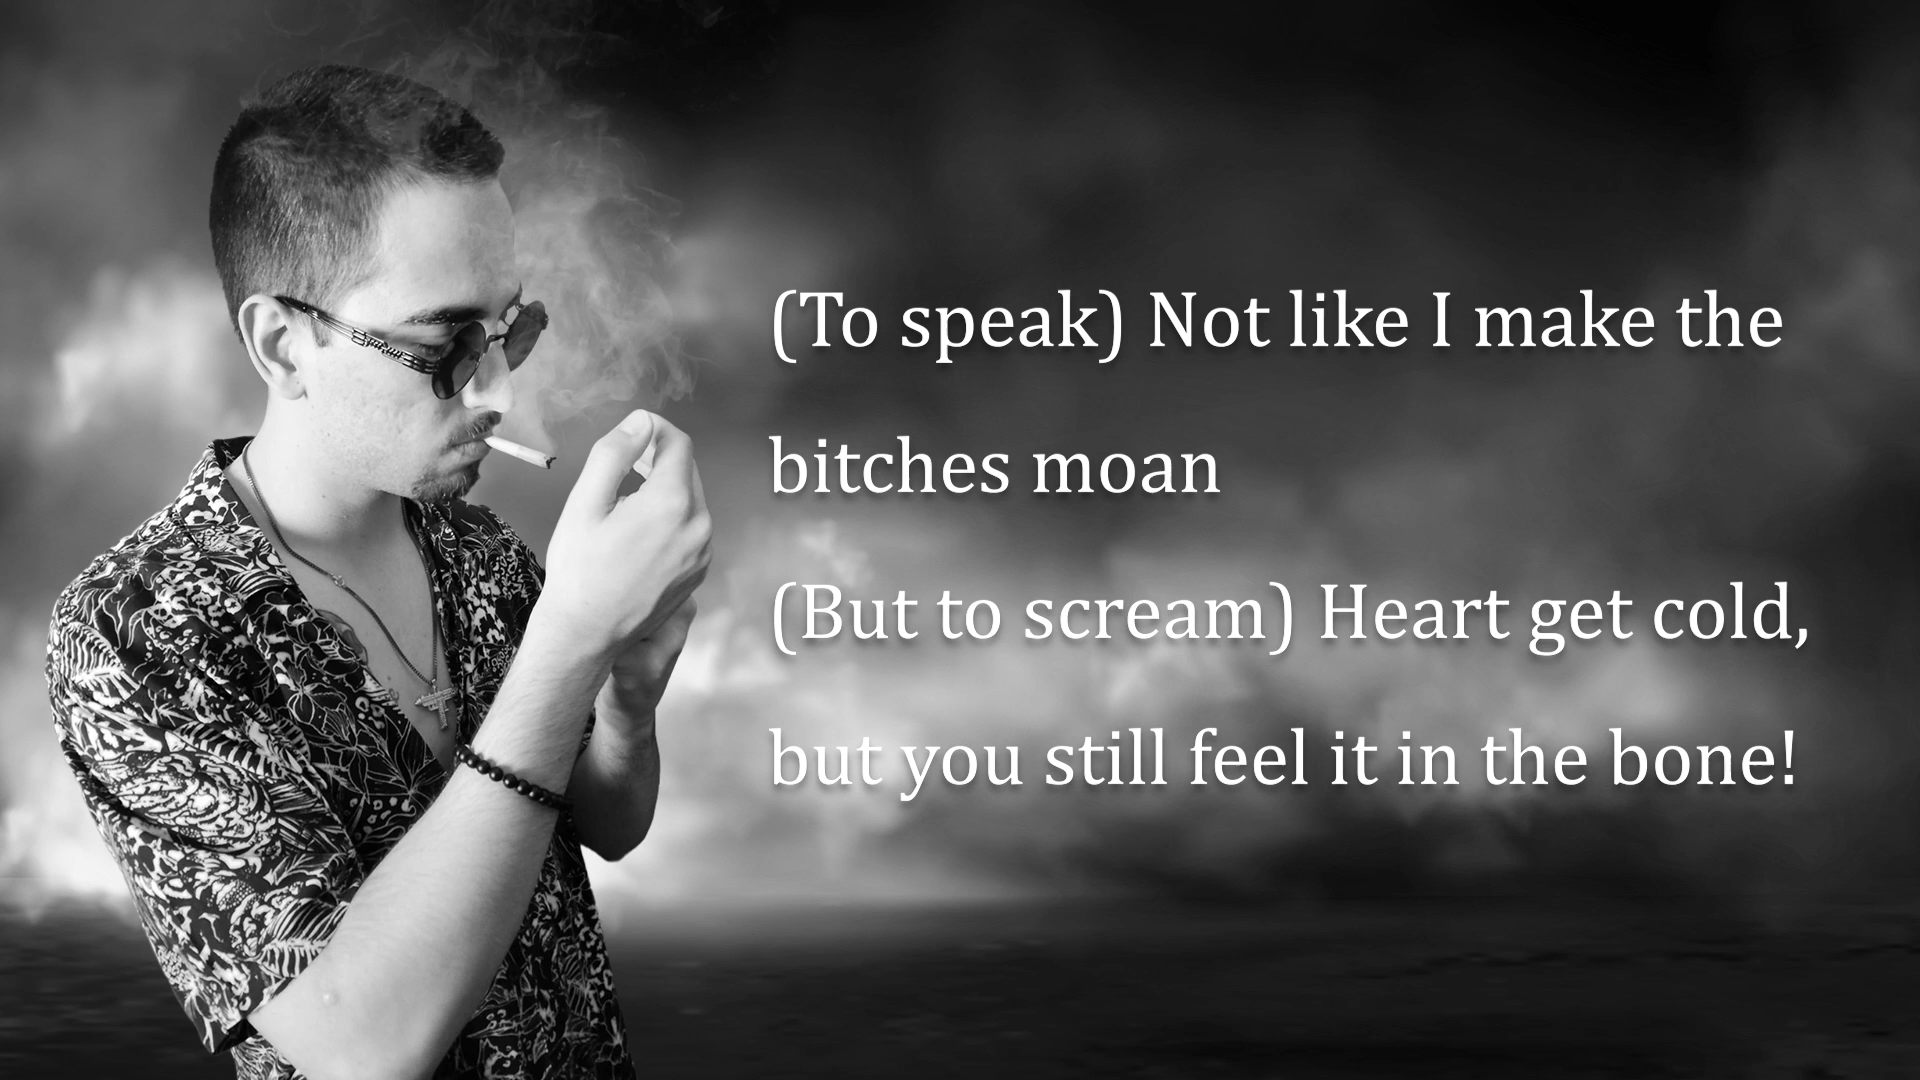 (To speak) Not like I make the
bitches moan
(But to scream) Heart get cold,
but you still feel it in the bone!